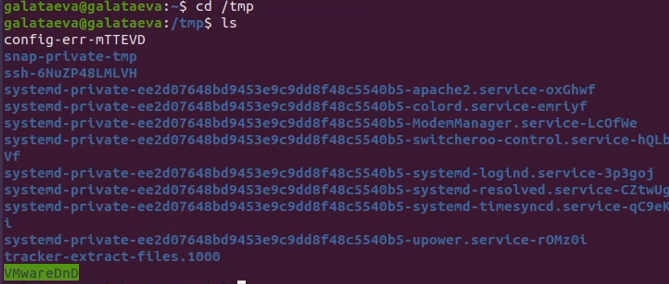 galataeva@galataeva:~$ cd /tmp
galataeva@galataeva:/tmp$ ls
config-err-mTTEVD
snap-private-tmp
ssh-6NuZP48LMLVH
systemd-private-ee2d07648bd9453e9c9dd8f48c5540b5-apache2.service-oxGhwf
systemd-private-ee2d07648bd9453e9c9dd8f48c5540b5-colord.service-emriyf
systemd-private-ee2d07648bd9453e9c9dd8f48c5540b5-ModemManager.service-LcOfWe
systemd-private-ee2d07648bd9453e9c9dd8f48c5540b5-switcheroo-control.service-hQLb
Vf
systemd-private-ee2d07648bd9453e9c9dd8f48c5540b5-systemd-logind.service-3p3goj
systemd-private-ee2d07648bd9453e9c9dd8f48c5540b5-systemd-resolved.service-CZtwUg
systemd-private-ee2d07648bd9453e9c9dd8f48c5540b5-systemd-timesyncd.service-qC9eK
i
systemd-private-ee2d07648bd9453e9c9dd8f48c5540b5-upower.service-rOMz0i
tracker-extract-files.1000
VMwareDnD